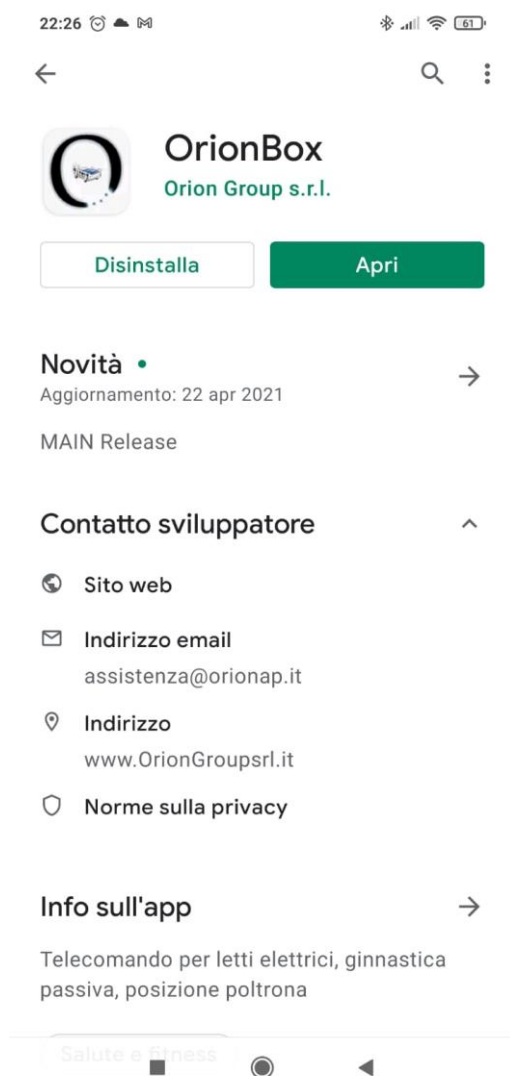 22:26
61
OrionBox
Orion Group s.r.l.
Disinstalla
Apri
Novità
Aggiornamento: 22 apr 2021
MAIN Release
Contatto sviluppatore
Sito web
Indirizzo email
assistenza@orionap.it
Indirizzo
www.OrionGroupsrl.it
Norme sulla privacy
Info sull'app
Telecomando per letti elettrici, ginnastica
passiva, posizione poltrona
Salute e fitness